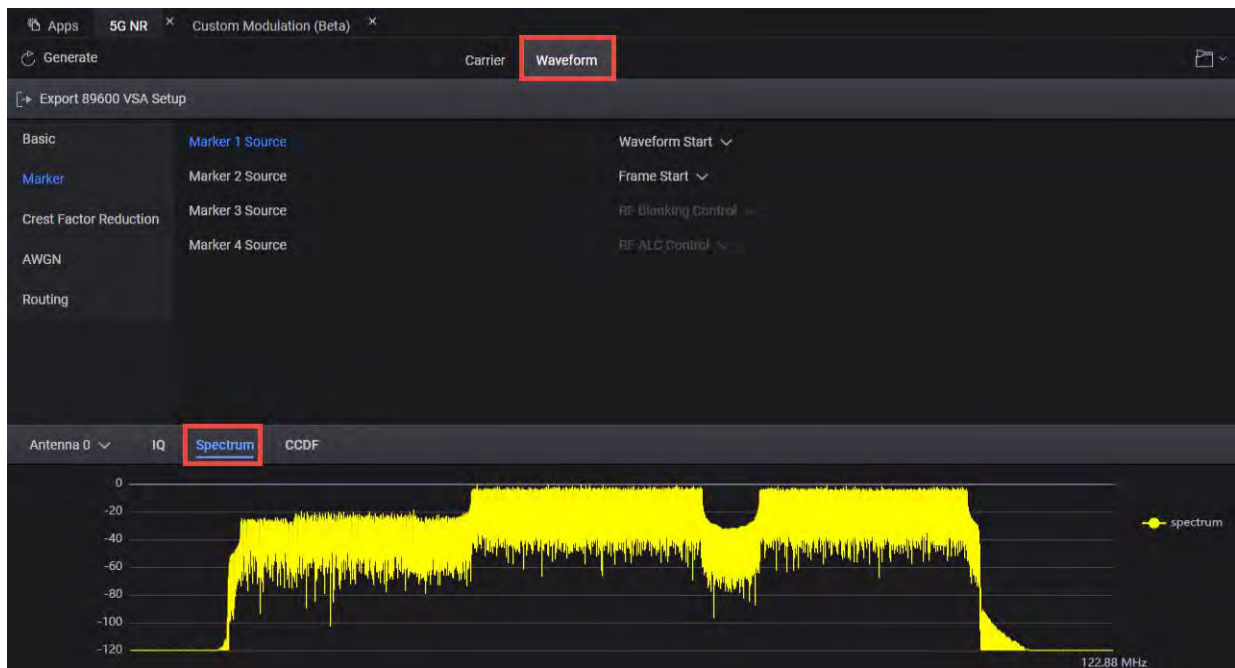 Apps 5G NR × Custom Modulation (Beta) ×
Generate Carrier Waveform
Export 89600 VSA Setup
Basic Marker 1 Source Waveform Start
Marker Marker 2 Source Frame Start
Crest Factor Reduction Marker 3 Source RF Blanking Control
AWGN Marker 4 Source RF ALC Control
Routing
Antenna 0 IQ Spectrum CCDF
0
-20
-40
-60
-80
-100
-120
spectrum
122.88 MHz